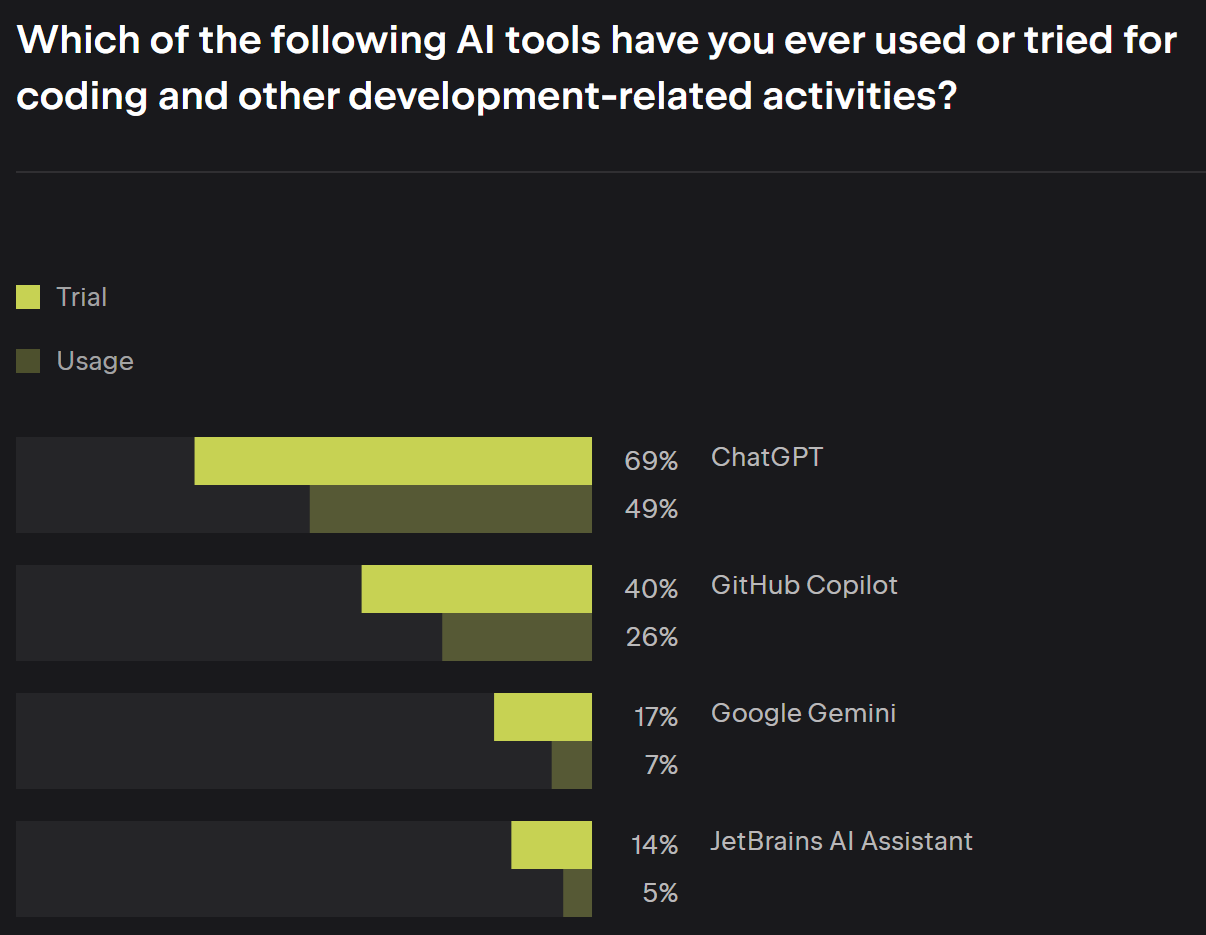 Which of the following AI tools have you ever used or tried for
coding and other development-related activities?
Trial
Usage
69% ChatGPT
49%
40% GitHub Copilot
26%
17% Google Gemini
7%
14% JetBrains AI Assistant
5%